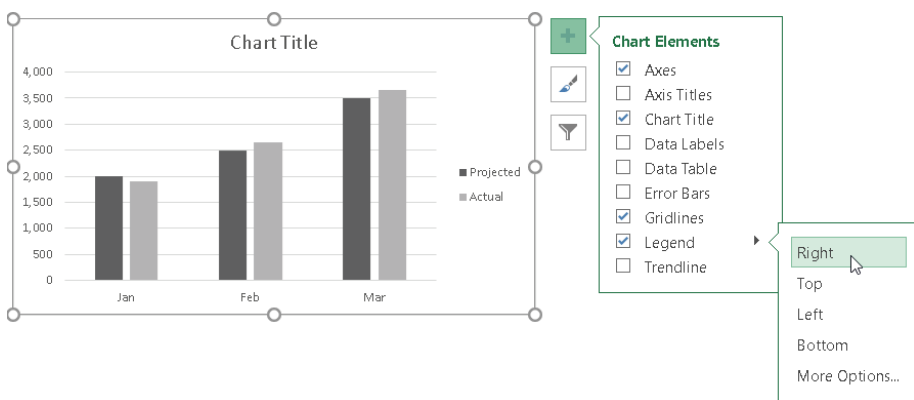 Chart Title
4,000
3,500
3,000
2,500
2,000
1,500
1,000
500
0
Jan Feb Mar
Projected
Actual
Chart Elements
Axes
Axis Titles
Chart Title
Data Labels
Data Table
Error Bars
Gridlines
Legend
Trendline
Right
Top
Left
Bottom
More Options...